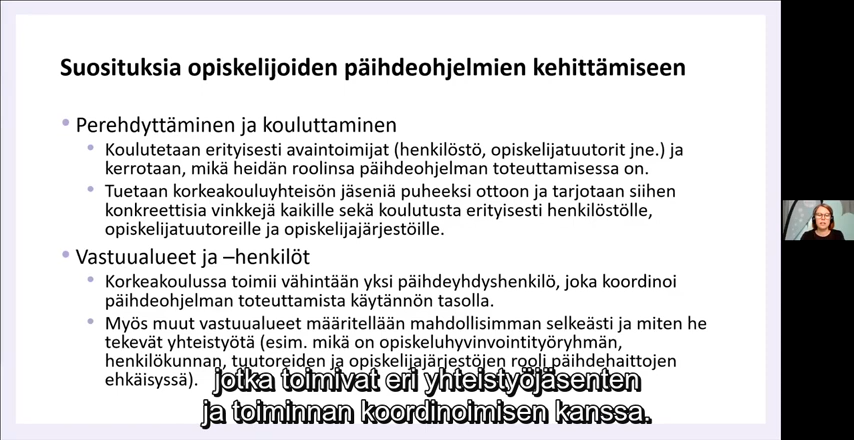 Suosituksia opiskelijoiden päihdeohjelmien kehittämiseen
• Perehdyttäminen ja kouluttaminen
• Koulutetaan erityisesti avaintoimijat (henkilöstö, opiskelijatuutorit jne.) ja
kerrotaan, mikä heidän roolinsa päihdeohjelman toteuttamisessa on.
• Tuetaan korkeakouluyhteisön jäseniä puheeksi ottoon ja tarjotaan siihen
konkreettisia vinkkejä kaikille sekä koulutusta erityisesti henkilöstölle,
opiskelijatuutoreille ja opiskelijajärjestöille.
• Vastuualueet ja –henkilöt
• Korkeakoulussa toimii vähintään yksi päihdeyhdyshenkilö, joka koordinoi
päihdeohjelman toteuttamista käytännön tasolla.
• Myös muut vastuualueet määritellään mahdollisimman selkeästi ja miten he
tekevät yhteistyötä (esim. mikä on opiskeluhyvinvointityöryhmän,
henkilökunnan, tuutoreiden ja opiskelijajärjestöjen rooli päihdehaittojen
ehkäisyssä).
jotka toimivat eri yhteistyöjäsenten
ja toiminnan koordinoimisen kanssa.